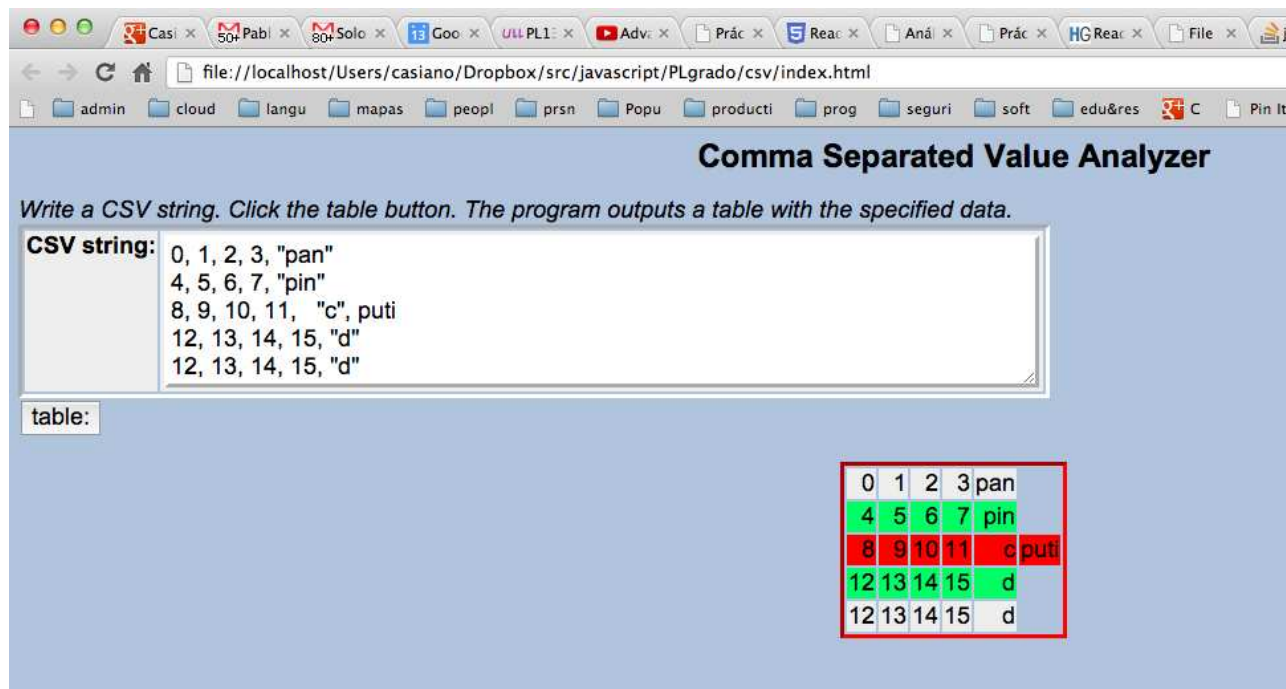 Casi Pabl Solo Goo PL1 Adv Prác Reac Anál Prác Reac File
file://localhost/Users/casiano/Dropbox/src/javascript/PLgrado/csv/index.html
admin cloud langu mapas peopl prsn Popu producti prog seguri soft edu&res C Pin It
Comma Separated Value Analyzer
Write a CSV string. Click the table button. The program outputs a table with the specified data.
CSV string:
0, 1, 2, 3, "pan"
4, 5, 6, 7, "pin"
8, 9, 10, 11,   "c", puti
12, 13, 14, 15, "d"
12, 13, 14, 15, "d"
table:
0 1 2 3 pan
4 5 6 7 pin
8 9 10 11 c puti
12 13 14 15 d
12 13 14 15 d